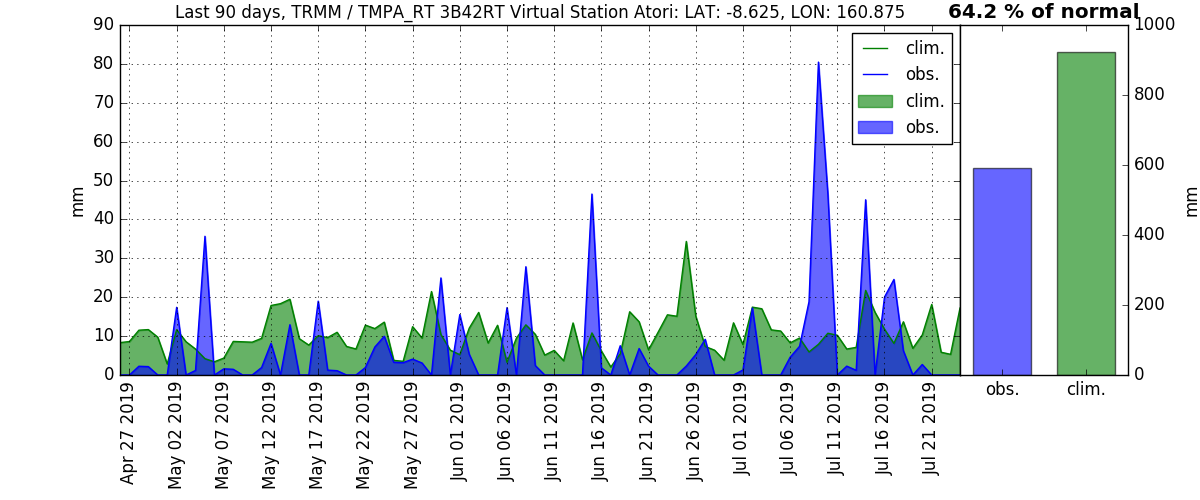 Last 90 days, TRMM / TMPA_RT 3B42RT Virtual Station Atori: LAT: -8.625, LON: 160.875
64.2 % of normal
90
80
70
60
50
40
30
20
10
0
mm
clim.
obs.
clim.
obs.
Apr 27 2019
May 02 2019
May 07 2019
May 12 2019
May 17 2019
May 22 2019
May 27 2019
Jun 01 2019
Jun 06 2019
Jun 11 2019
Jun 16 2019
Jun 21 2019
Jun 26 2019
Jul 01 2019
Jul 06 2019
Jul 11 2019
Jul 16 2019
Jul 21 2019
1000
800
600
400
200
0
mm
obs.
clim.